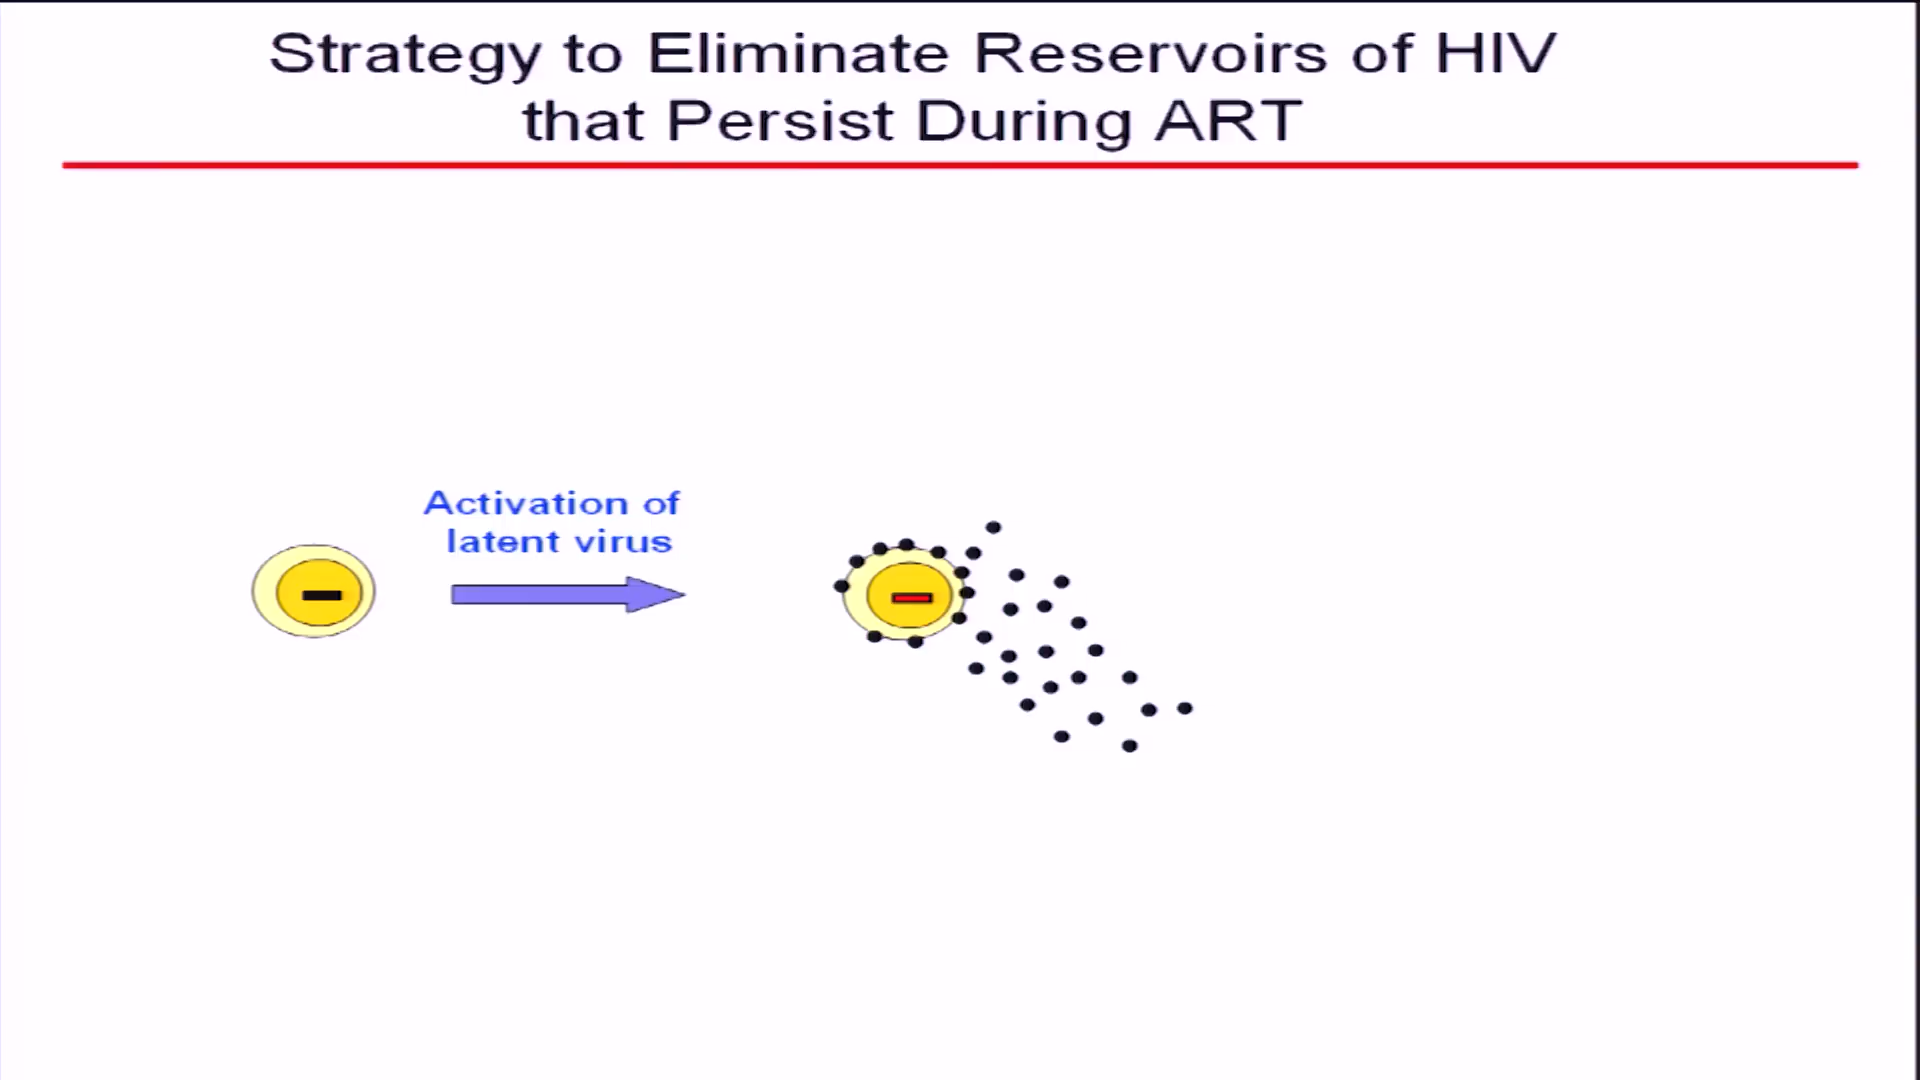 Strategy to Eliminate Reservoirs of HIV
that Persist During ART
Activation of
latent virus